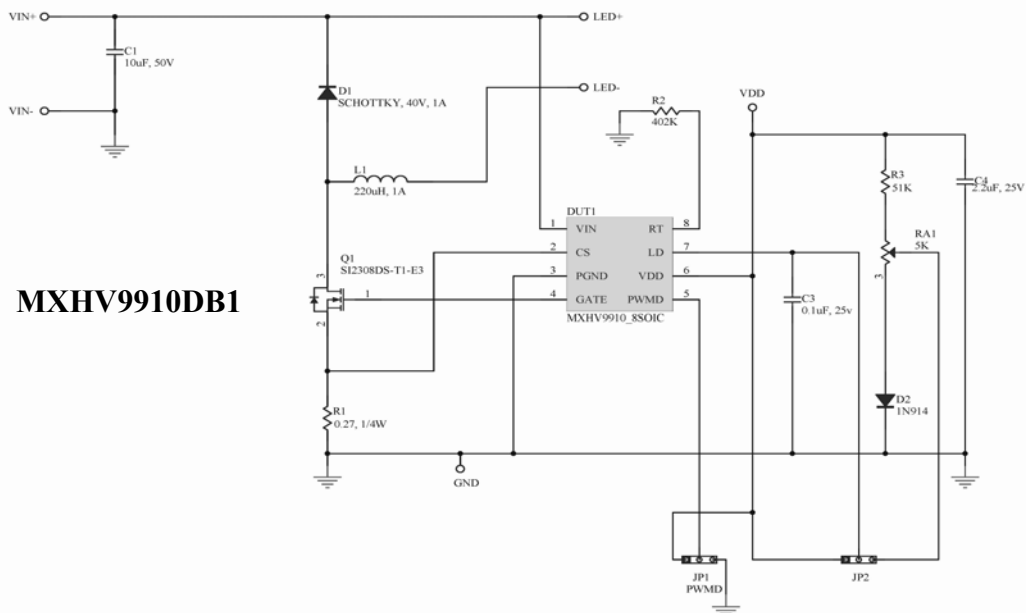 VIN+
LED+
C1
10uF, 50V
D1
SCHOTTKY, 40V, 1A
LED-
VIN-
R2
402K
VDD
L1
220uH, 1A
R3
51K
C4
2.2uF, 25V
DUT1
1 VIN RT 8
2 CS LD 7
3 PGND VDD 6
4 GATE PWMD 5
MXHV9910_8SOIC
RA1
5K
3
Q1
SI2308DS-T1-E3
3
1
2
MXHV9910DB1
C3
0.1uF, 25v
D2
1N914
R1
0.27, 1/4W
GND
JP1
PWMD
JP2